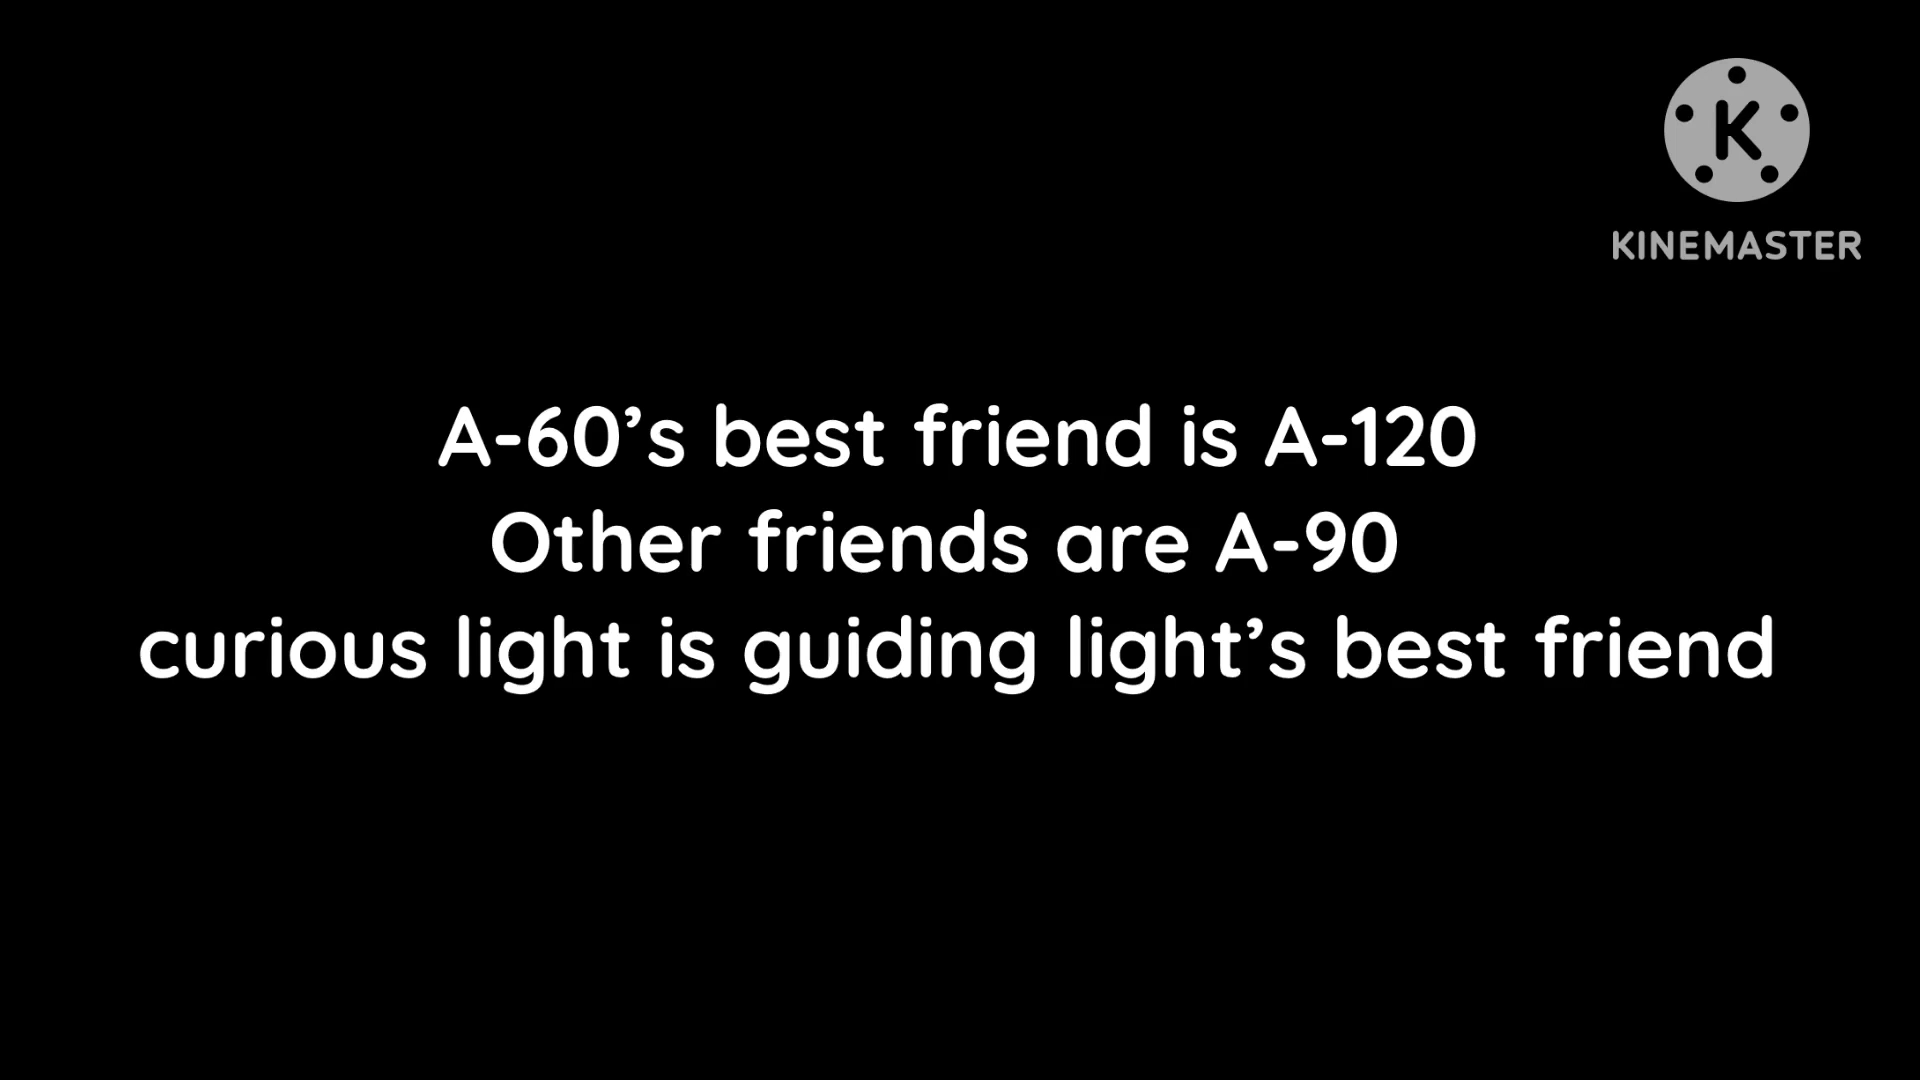 K
KINEMASTER
A-60’s best friend is A-120
Other friends are A-90
curious light is guiding light’s best friend